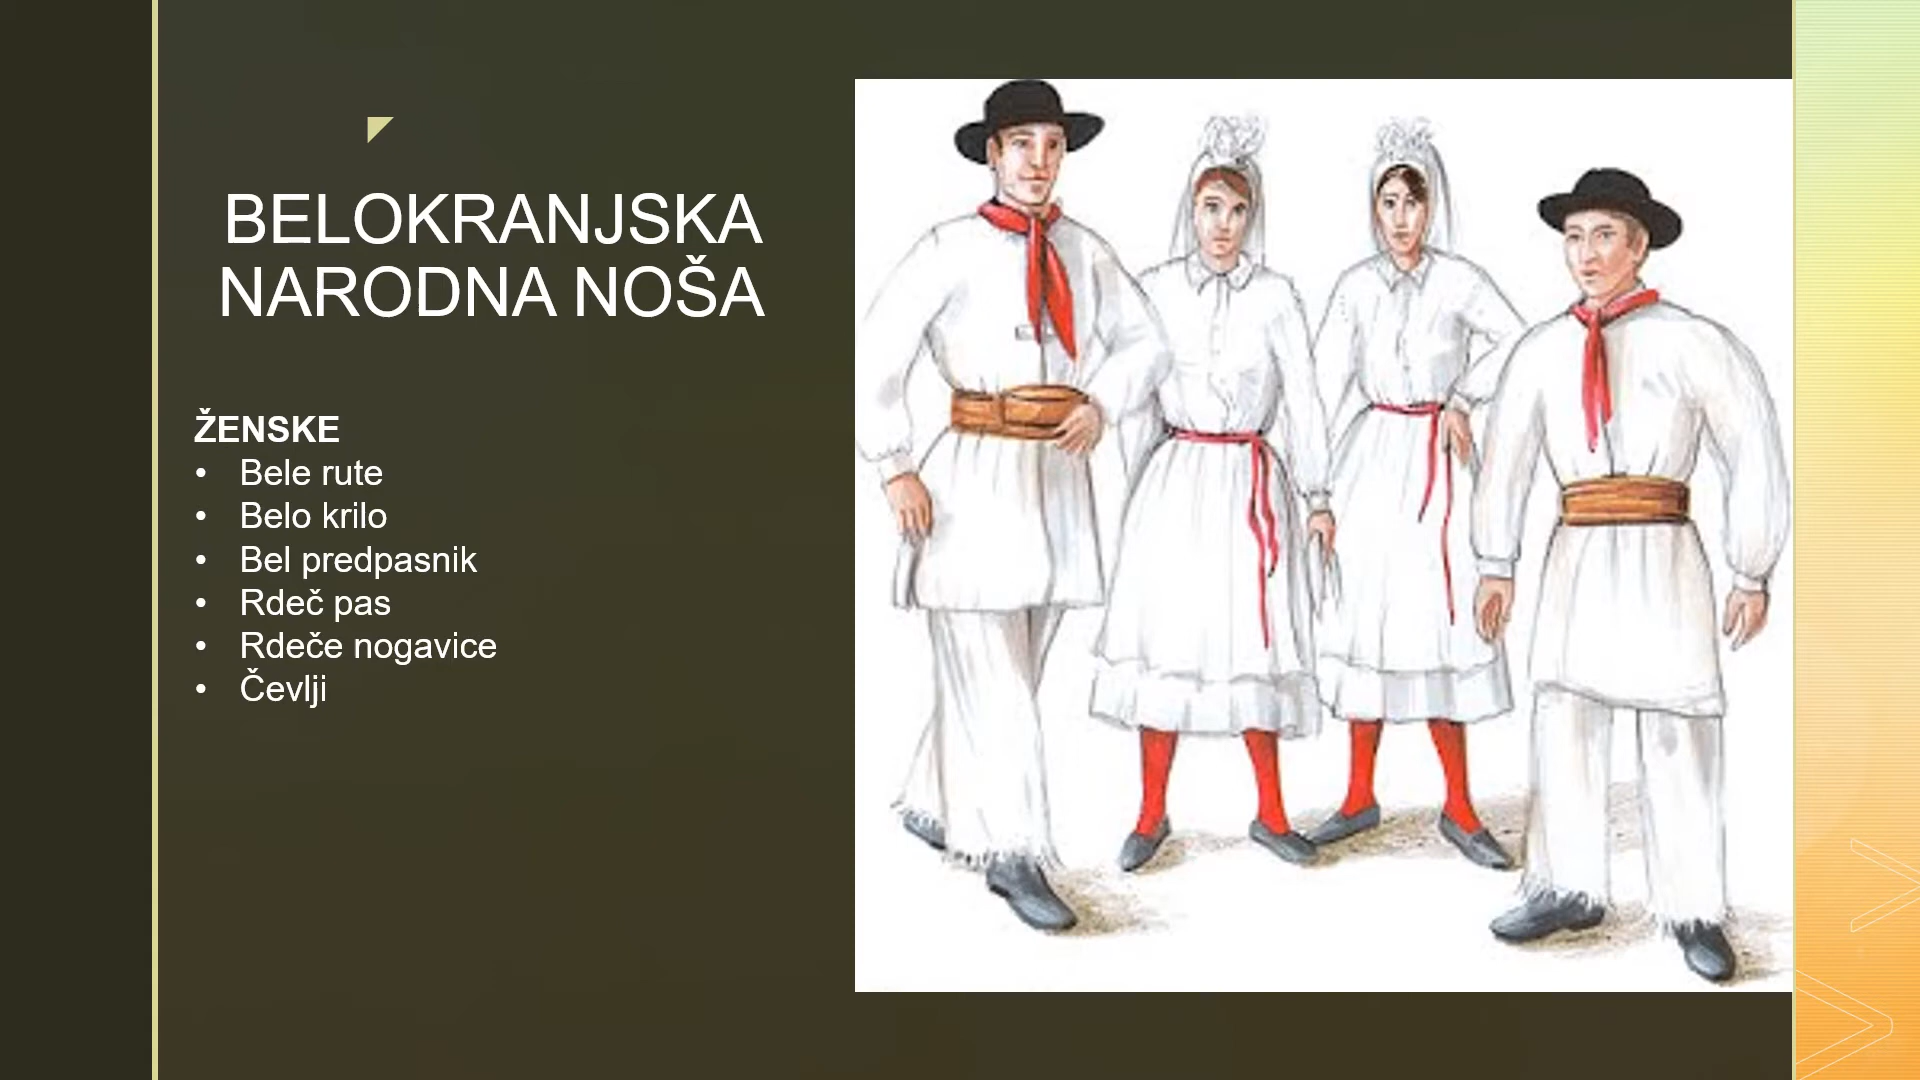 BELOKRANJSKA
NARODNA NOŠA
ŽENSKE
• Bele rute
• Belo krilo
• Bel predpasnik
• Rdeč pas
• Rdeče nogavice
• Čevlji